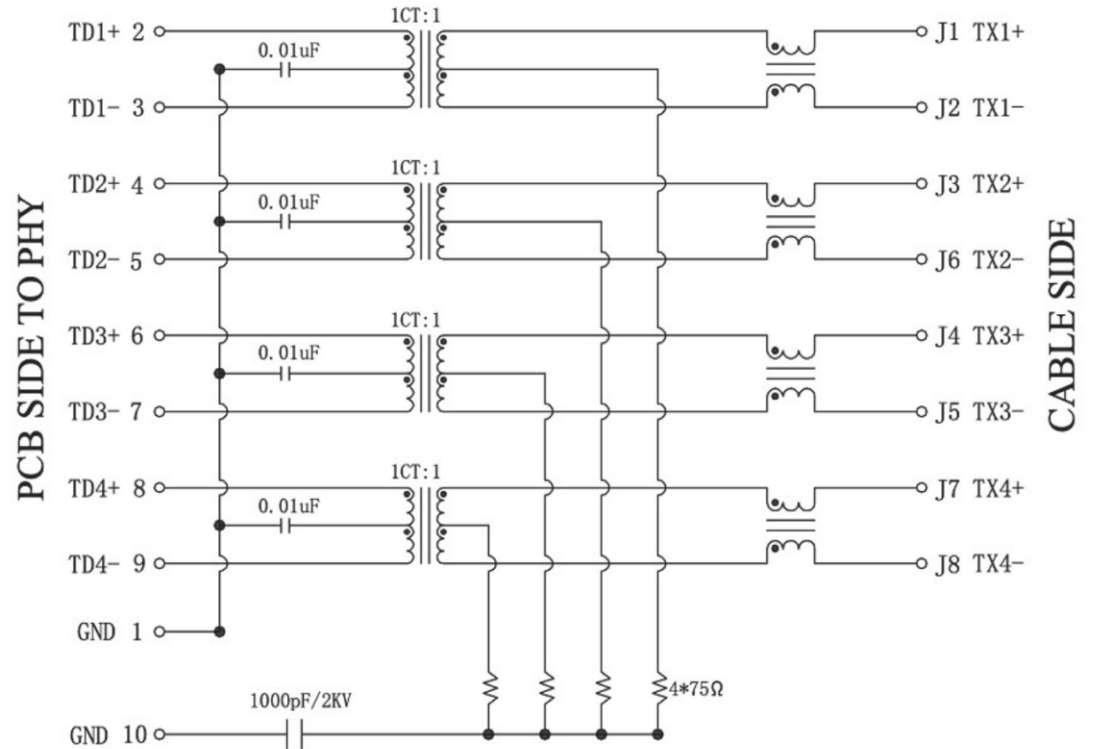 1CT:1
TD1+ 2
J1 TX1+
0.01uF
TD1- 3
J2 TX1-
1CT:1
TD2+ 4
J3 TX2+
0.01uF
TD2- 5
J6 TX2-
PCB SIDE TO PHY
CABLE SIDE
1CT:1
TD3+ 6
J4 TX3+
0.01uF
TD3- 7
J5 TX3-
1CT:1
TD4+ 8
J7 TX4+
0.01uF
TD4- 9
J8 TX4-
GND 1
4*75Ω
1000pF/2KV
GND 10